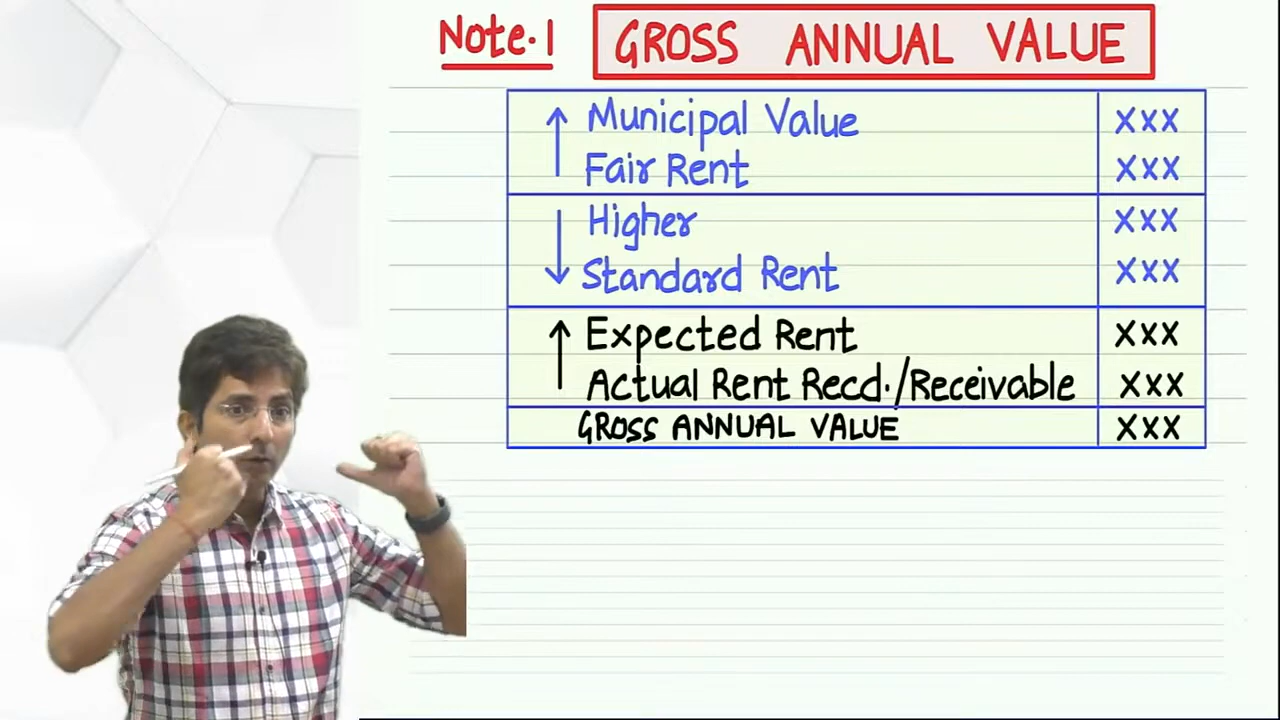 Note.1 GROSS ANNUAL VALUE
↑ Municipal Value XXX
Fair Rent XXX
↓ Higher XXX
Standard Rent XXX
↑ Expected Rent XXX
Actual Rent Recd./Receivable XXX
GROSS ANNUAL VALUE XXX